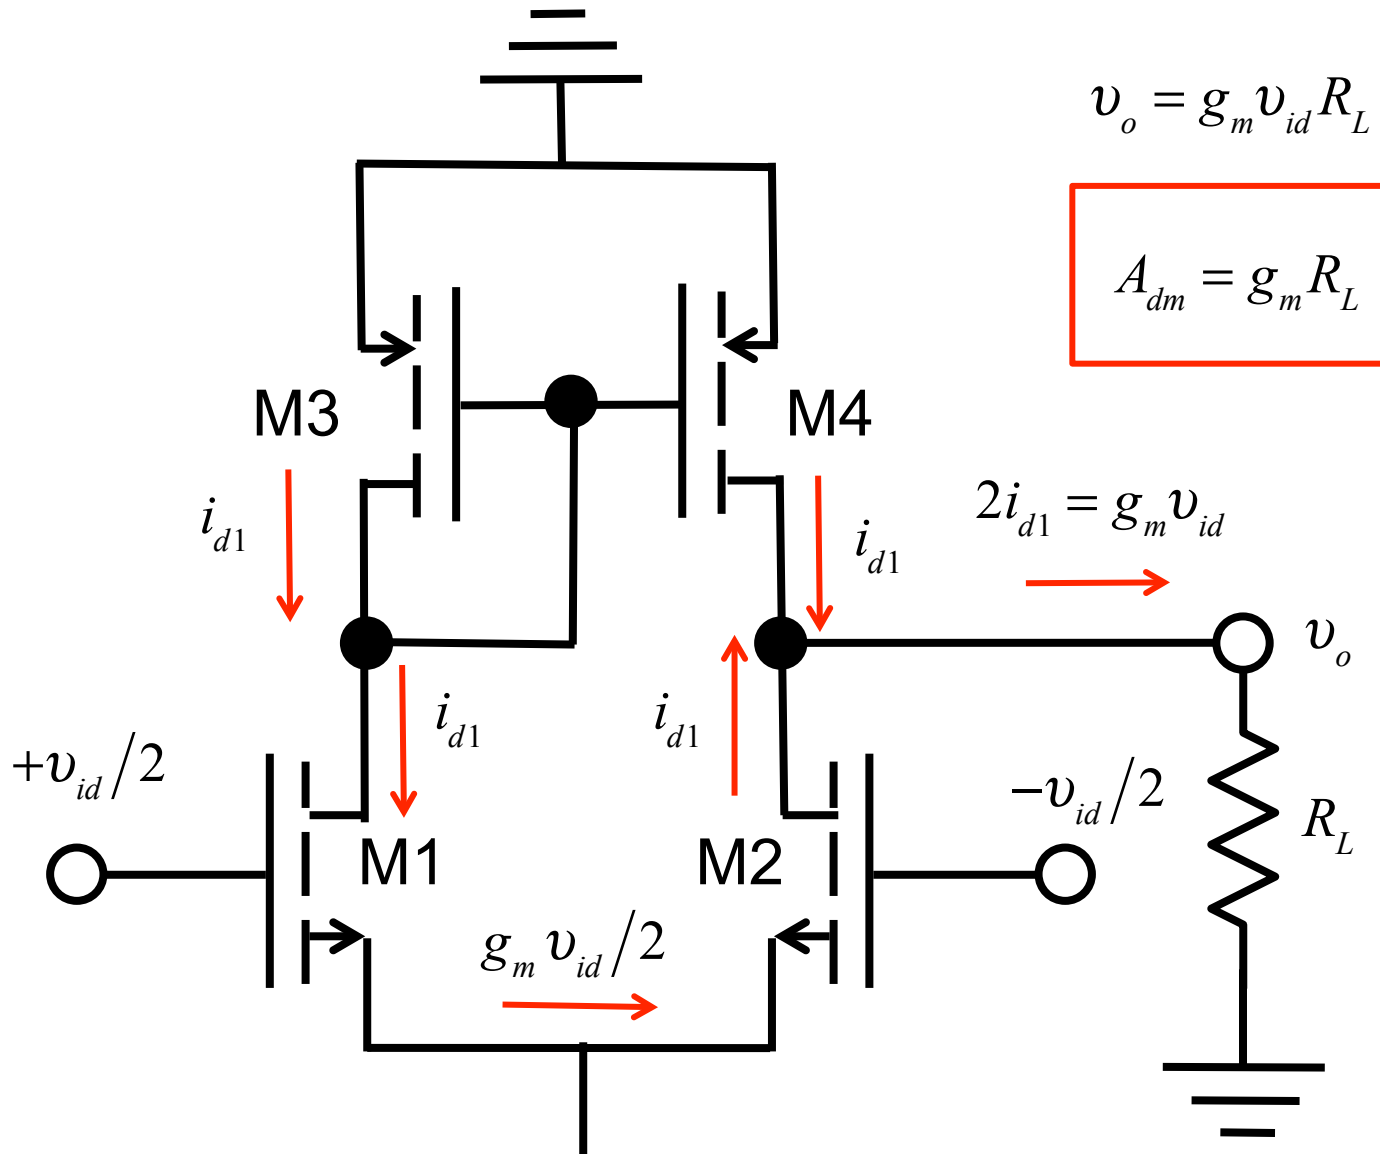 υ_o = g_m υ_id R_L
A_dm = g_m R_L
M3
M4
i_d1
i_d1
2i_d1 = g_m υ_id
υ_o
i_d1
i_d1
+υ_id/2
−υ_id/2
R_L
M1
M2
g_m υ_id/2